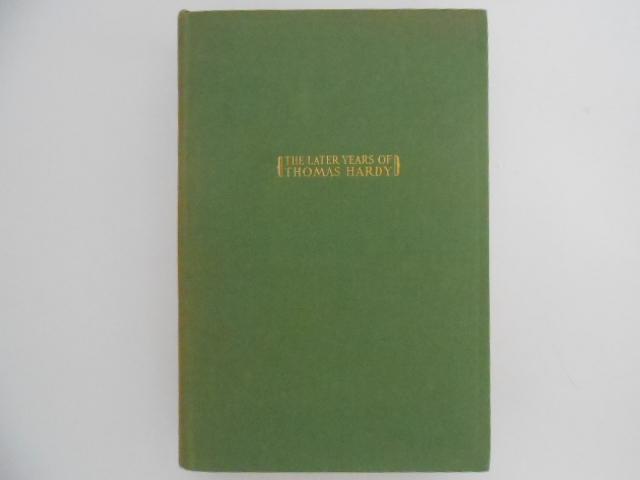 THE LATER YEARS OF
THOMAS HARDY